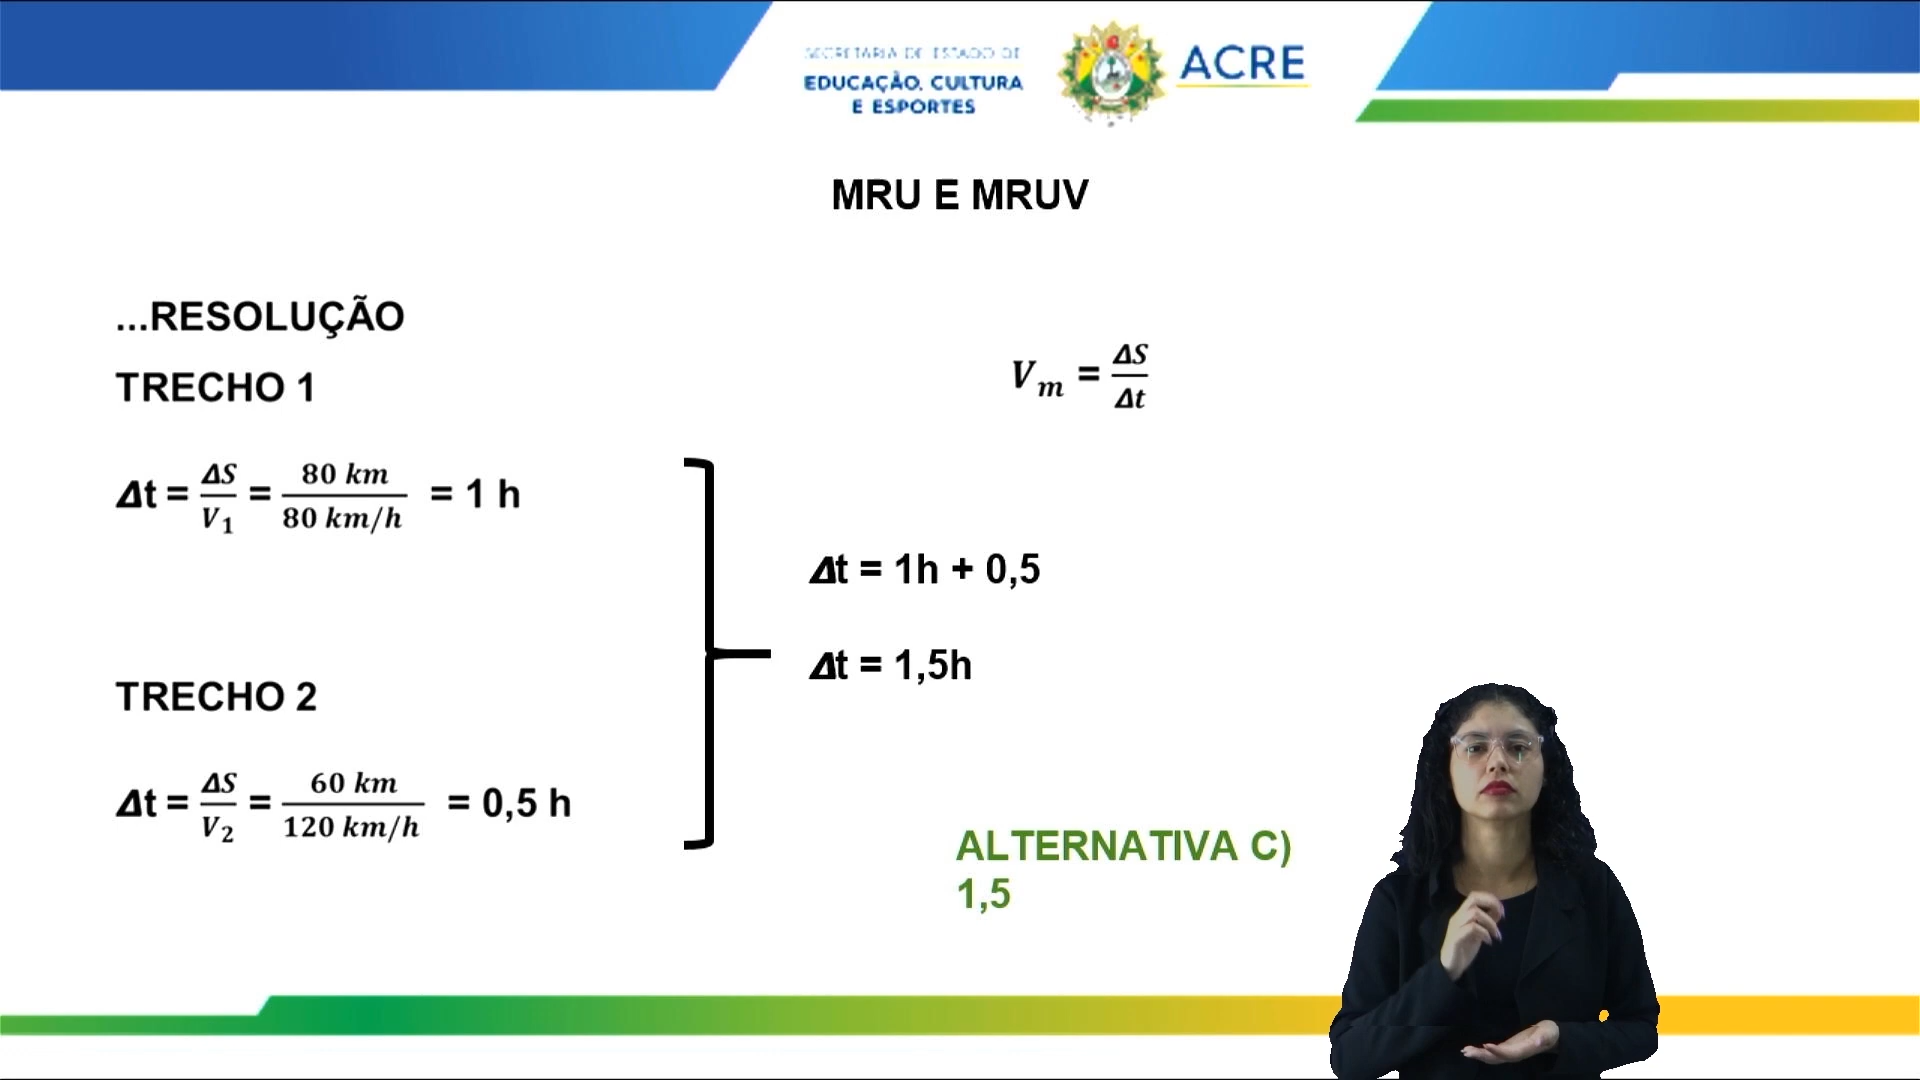 SECRETARIA DE ESTADO DE
EDUCAÇÃO, CULTURA
E ESPORTES
ACRE
MRU E MRUV
...RESOLUÇÃO
TRECHO 1
Δt = ΔS/V₁ = 80 km/80 km/h = 1 h
TRECHO 2
Δt = ΔS/V₂ = 60 km/120 km/h = 0,5 h
Vₘ = ΔS/Δt
Δt = 1h + 0,5
Δt = 1,5h
ALTERNATIVA C)
1,5